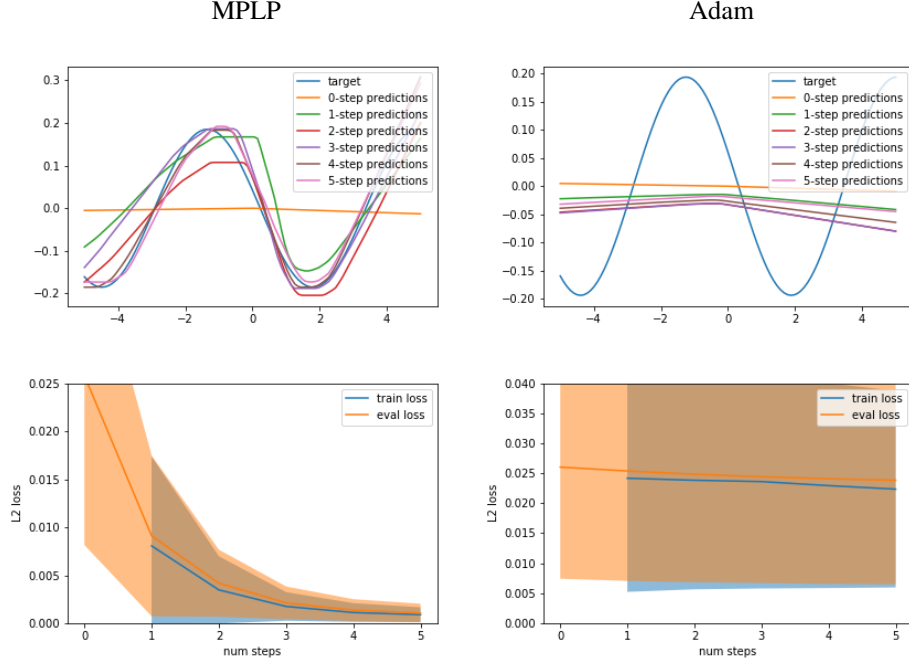 MPLP
Adam
0.3
0.2
0.1
0.0
−0.1
−0.2
−4
−2
0
2
4
target
0-step predictions
1-step predictions
2-step predictions
3-step predictions
4-step predictions
5-step predictions
0.20
0.15
0.10
0.05
0.00
−0.05
−0.10
−0.15
−0.20
−4
−2
0
2
4
target
0-step predictions
1-step predictions
2-step predictions
3-step predictions
4-step predictions
5-step predictions
0.025
0.020
0.015
0.010
0.005
0.000
L2 loss
0
1
2
3
4
5
num steps
train loss
eval loss
0.040
0.035
0.030
0.025
0.020
0.015
0.010
0.005
0.000
L2 loss
0
1
2
3
4
5
num steps
train loss
eval loss